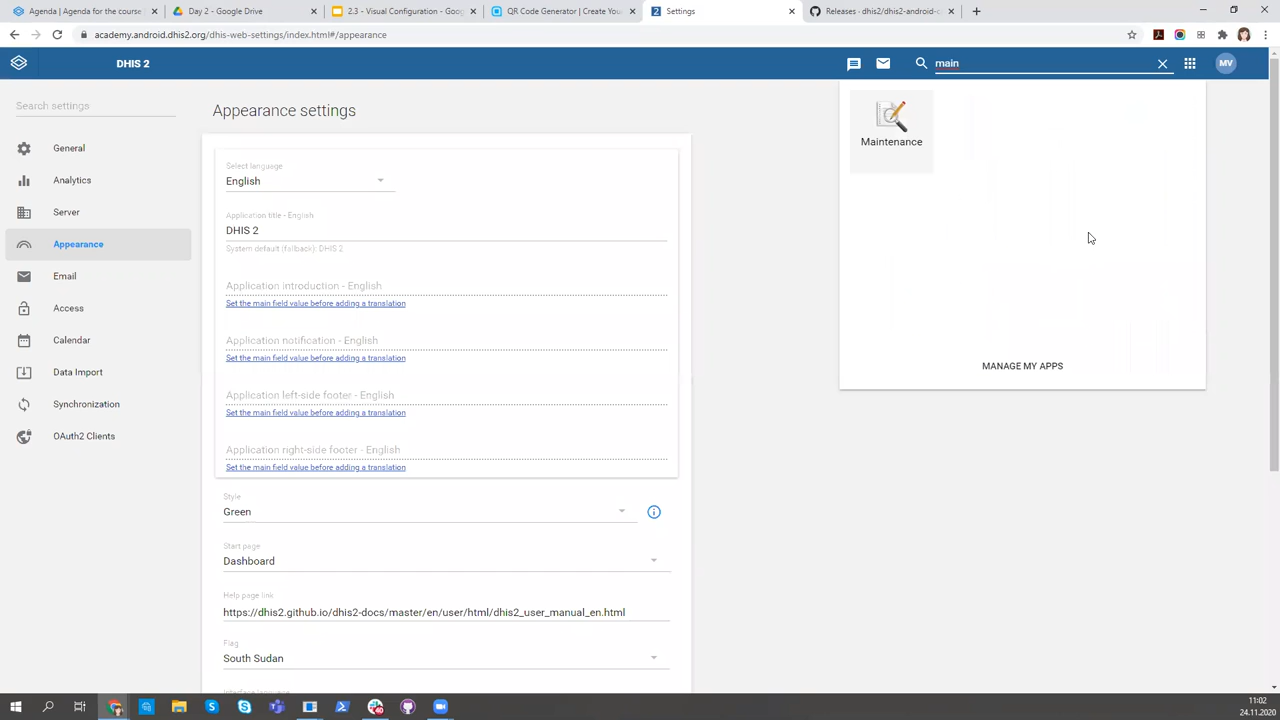 Agenda | Agenda for the course
Day 2 - Google Drive
2.3 - Visual Configuration - Goog
QR Code Generator | Create You
Settings
Releases - dhis2/dhis2-android-c
academy.android.dhis2.org/dhis-web-settings/index.html#/appearance
DHIS 2
main
MV
Search settings
Appearance settings
Maintenance
General
Analytics
Server
Appearance
Email
Access
Calendar
Data Import
Synchronization
OAuth2 Clients
Select language
English
Application title - English
DHIS 2
System default (fallback): DHIS 2
Application introduction - English
Set the main field value before adding a translation
Application notification - English
Set the main field value before adding a translation
Application left-side footer - English
Set the main field value before adding a translation
Application right-side footer - English
Set the main field value before adding a translation
MANAGE MY APPS
Style
Green
Start page
Dashboard
Help page link
https://dhis2.github.io/dhis2-docs/master/en/user/html/dhis2_user_manual_en.html
Flag
South Sudan
Interface language
11:02
24.11.2020